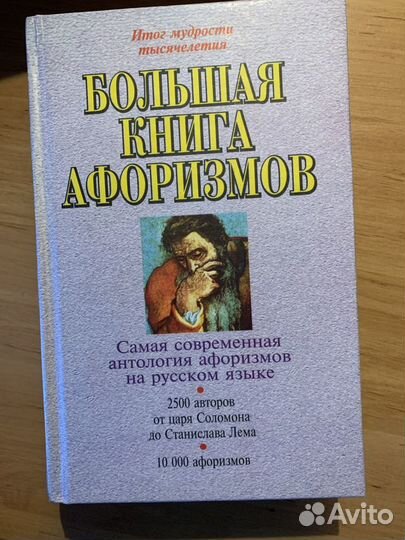 Итог мудрости
тысячелетия
БОЛЬШАЯ
КНИГА
АФОРИЗМОВ
Самая современная
антология афоризмов
на русском языке
•
2500 авторов
от царя Соломона
до Станислава Лема
•
10 000 афоризмов
Avito